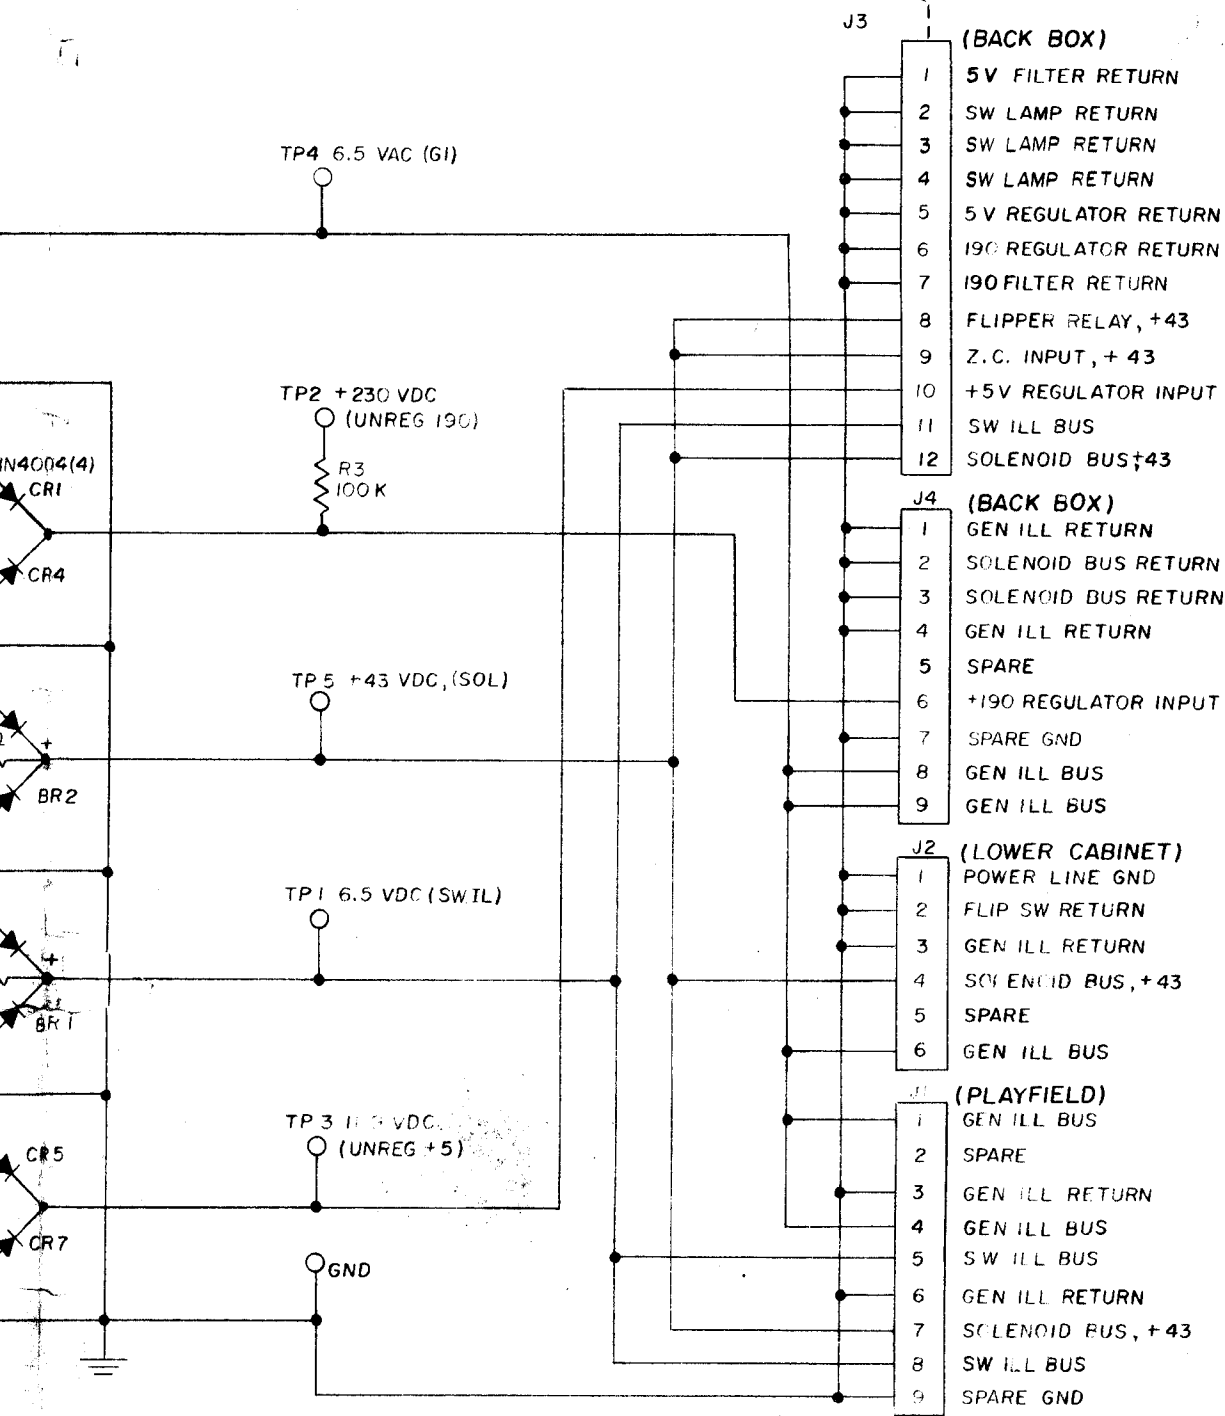 J3
(BACK BOX)
1 5V FILTER RETURN
2 SW LAMP RETURN
3 SW LAMP RETURN
4 SW LAMP RETURN
5 5V REGULATOR RETURN
6 190 REGULATOR RETURN
7 190 FILTER RETURN
8 FLIPPER RELAY, +43
9 Z.C. INPUT, +43
10 +5V REGULATOR INPUT
11 SW ILL BUS
12 SOLENOID BUS, +43
TP4 6.5 VAC (GI)
TP2 +230 VDC
(UNREG 190)
R3
100K
1N4004(4)
CR1
CR4
J4
(BACK BOX)
1 GEN ILL RETURN
2 SOLENOID BUS RETURN
3 SOLENOID BUS RETURN
4 GEN ILL RETURN
5 SPARE
6 +190 REGULATOR INPUT
7 SPARE GND
8 GEN ILL BUS
9 GEN ILL BUS
TP5 +43 VDC, (SOL)
+
BR2
J2
(LOWER CABINET)
1 POWER LINE GND
2 FLIP SW RETURN
3 GEN ILL RETURN
4 SOLENOID BUS, +43
5 SPARE
6 GEN ILL BUS
TP1 6.5 VDC (SW IL)
+
BR1
J1
(PLAYFIELD)
1 GEN ILL BUS
2 SPARE
3 GEN ILL RETURN
4 GEN ILL BUS
5 SW ILL BUS
6 GEN ILL RETURN
7 SOLENOID BUS, +43
8 SW ILL BUS
9 SPARE GND
TP3 VDC
(UNREG +5)
CR5
CR7
GND